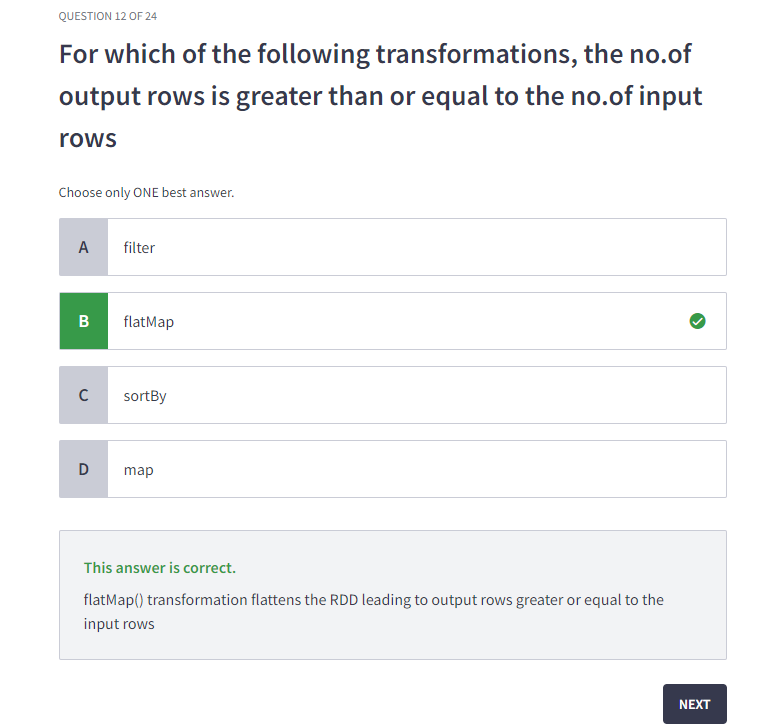 QUESTION 12 OF 24
For which of the following transformations, the no.of
output rows is greater than or equal to the no.of input
rows
Choose only ONE best answer.
A filter
B flatMap
C sortBy
D map
This answer is correct.
flatMap() transformation flattens the RDD leading to output rows greater or equal to the
input rows
NEXT